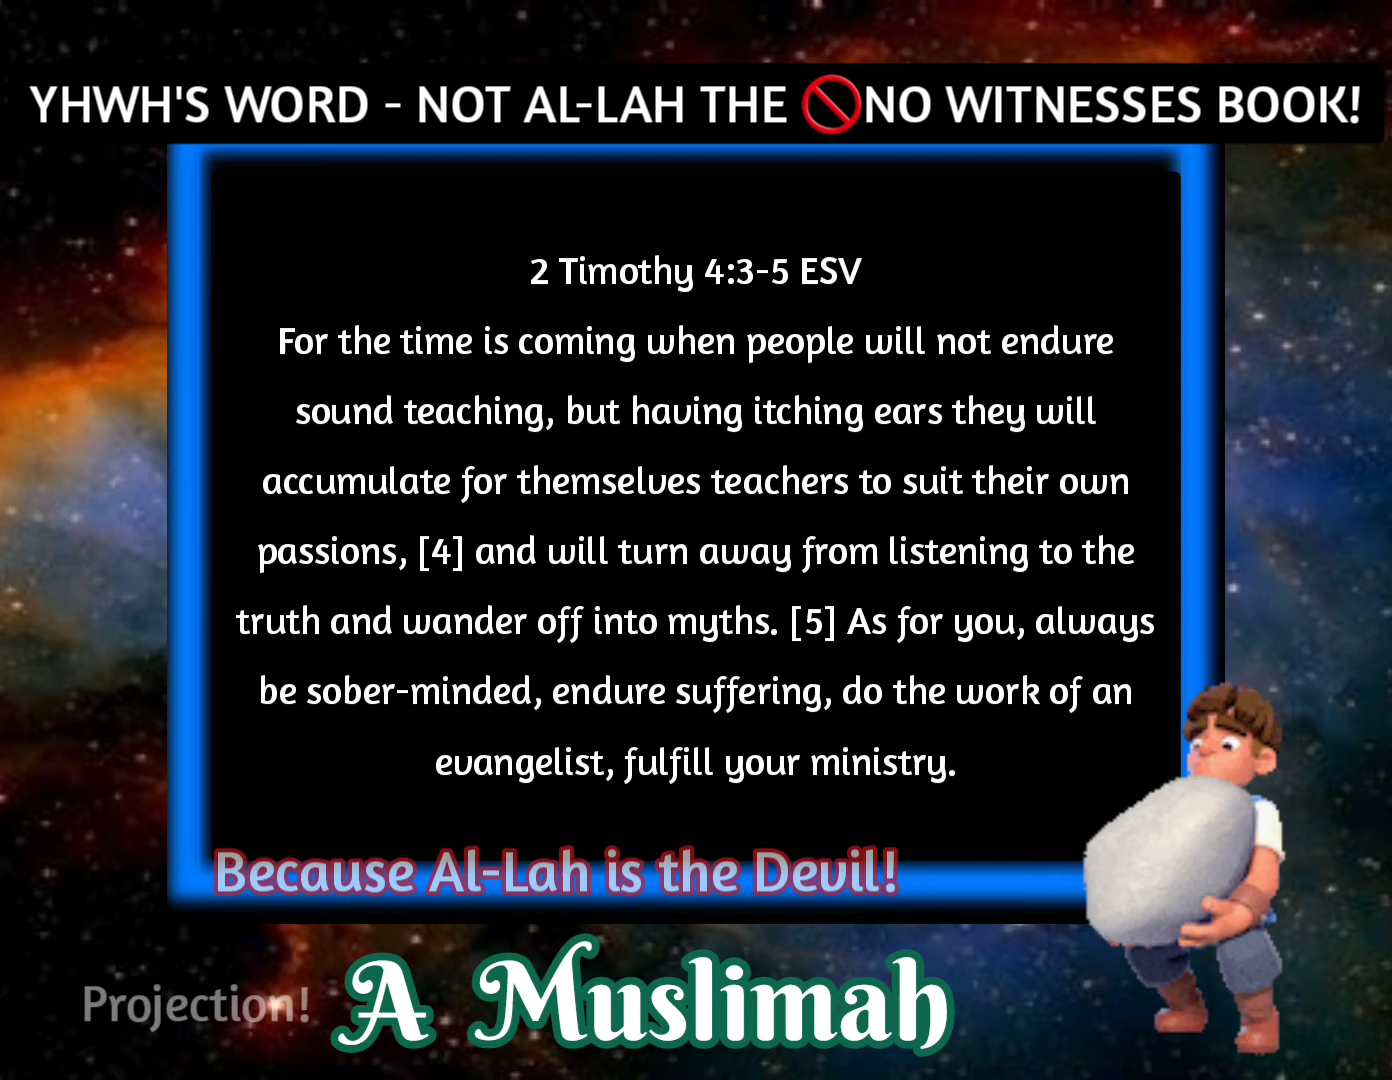 YHWH'S WORD - NOT AL-LAH THE 🚫NO WITNESSES BOOK!
2 Timothy 4:3-5 ESV
For the time is coming when people will not endure
sound teaching, but having itching ears they will
accumulate for themselves teachers to suit their own
passions, [4] and will turn away from listening to the
truth and wander off into myths. [5] As for you, always
be sober-minded, endure suffering, do the work of an
evangelist, fulfill your ministry.
Because Al-Lah is the Devil!
Projection! A Muslimah